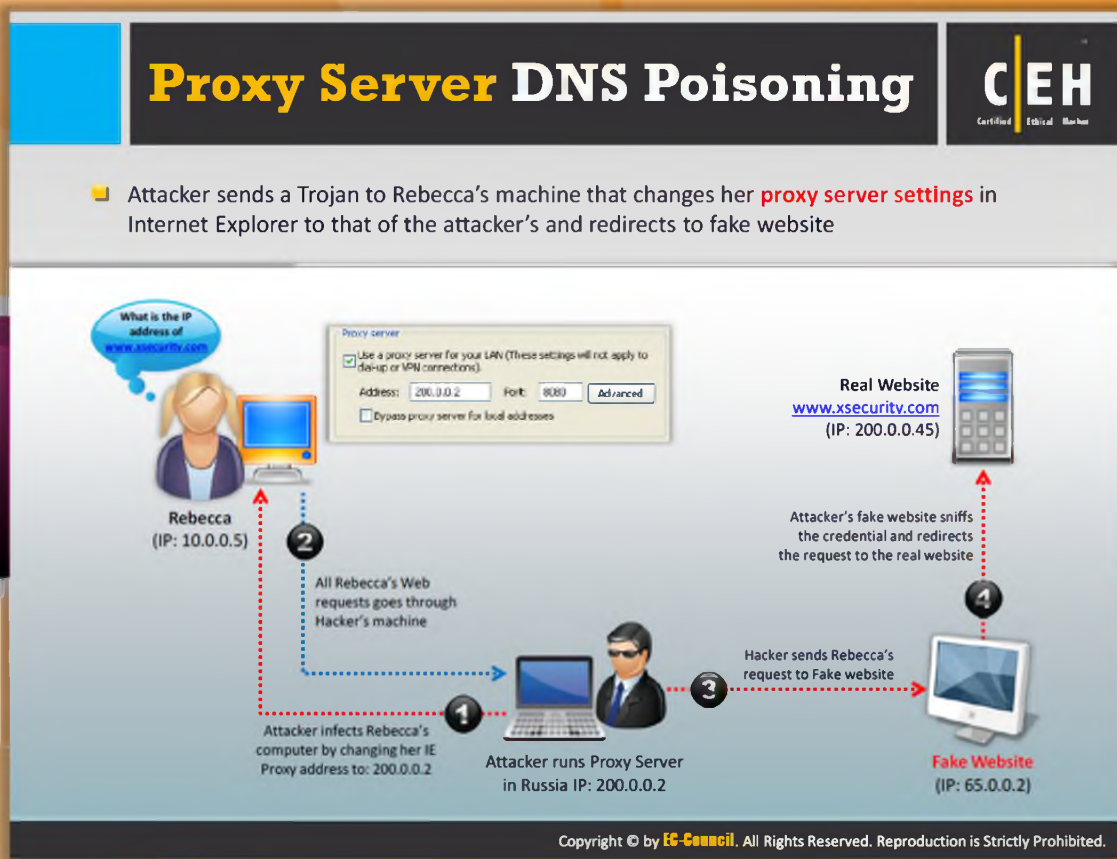 Proxy Server DNS Poisoning
CEH
Certified Ethical Hacker
Attacker sends a Trojan to Rebecca's machine that changes her proxy server settings in
Internet Explorer to that of the attacker's and redirects to fake website
What is the IP
address of
www.xsecurity.com
Proxy server
Use a proxy server for your LAN (These settings will not apply to
dial-up or VPN connections).
Address: 200.0.0.2 Port: 8080 Advanced
Bypass proxy server for local addresses
Real Website
www.xsecurity.com
(IP: 200.0.0.45)
Rebecca
(IP: 10.0.0.5)
2
All Rebecca's Web
requests goes through
Hacker's machine
Attacker's fake website sniffs
the credential and redirects
the request to the real website
4
Hacker sends Rebecca's
request to Fake website
3
1
Attacker infects Rebecca's
computer by changing her IE
Proxy address to: 200.0.0.2
Attacker runs Proxy Server
in Russia IP: 200.0.0.2
Fake Website
(IP: 65.0.0.2)
Copyright © by EC-Council. All Rights Reserved. Reproduction is Strictly Prohibited.